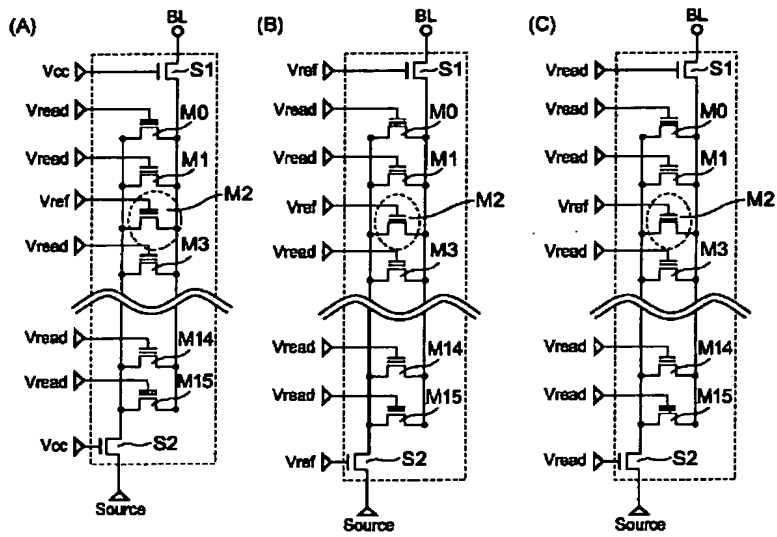 (A)
BL
Vcc
S1
Vread
M0
Vread
M1
Vref
M2
Vread
M3
Vread
M14
Vread
M15
Vcc
S2
Source
(B)
BL
Vref
S1
Vread
M0
Vread
M1
Vref
M2
Vread
M3
Vread
M14
Vread
M15
Vref
S2
Source
(C)
BL
Vread
S1
Vread
M0
Vread
M1
Vref
M2
Vread
M3
Vread
M14
Vread
M15
Vread
S2
Source